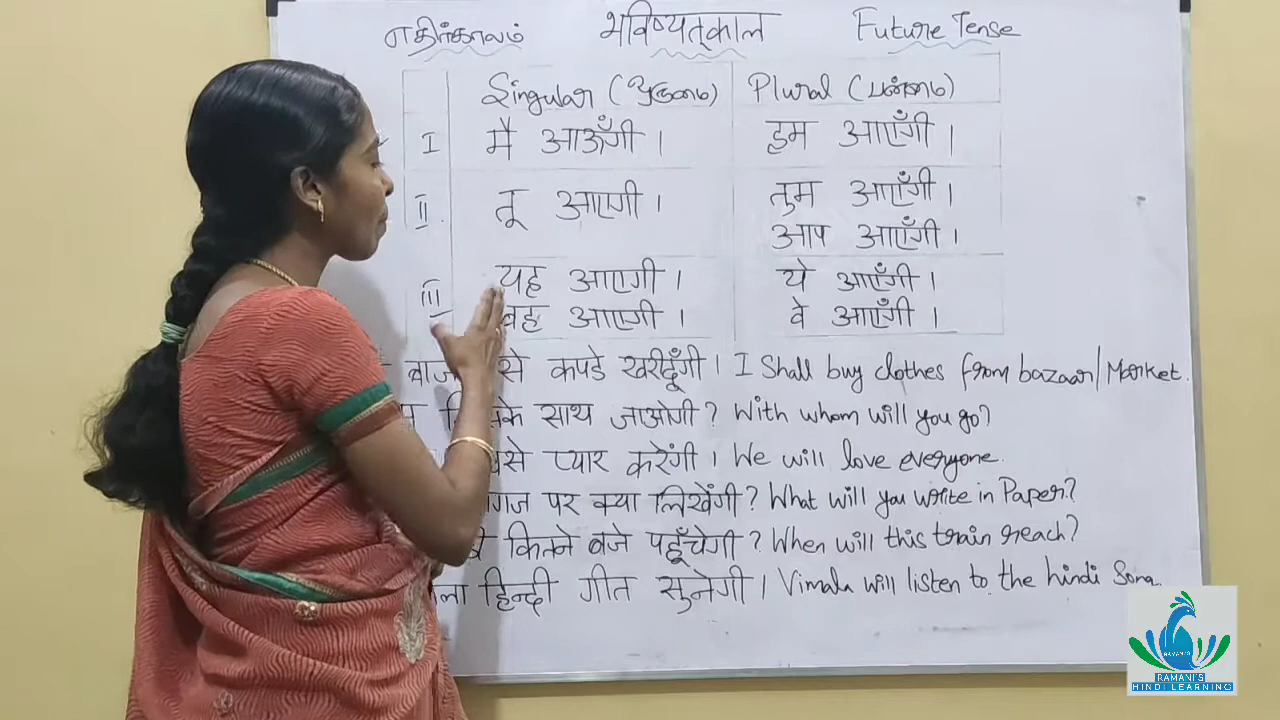 எதிர்காலம் भविष्यत्काल Future Tense
Singular (ஒருமை) Plural (பன்மை)
I मै आऊँगी । हम आएँगी ।
II तू आएगी । तुम आएँगी ।
आप आएँगी ।
III यह आएगी । ये आएँगी ।
वह आएगी । वे आएँगी ।
से कपडे खरीदूँगी । I Shall buy clothes from bazaar/Market.
साथ जाओगी ? With whom will you go?
प्यार करेंगी । We will love everyone.
पर क्या लिखेंगी ? What will you write in Paper?
कितने बजे पहूँचेगी ? When will this train reach?
हिन्दी गीत सुनेगी । Vimala will listen to the hindi Song.
RAMANI'S
RAMANI'S
HINDI LEARNING